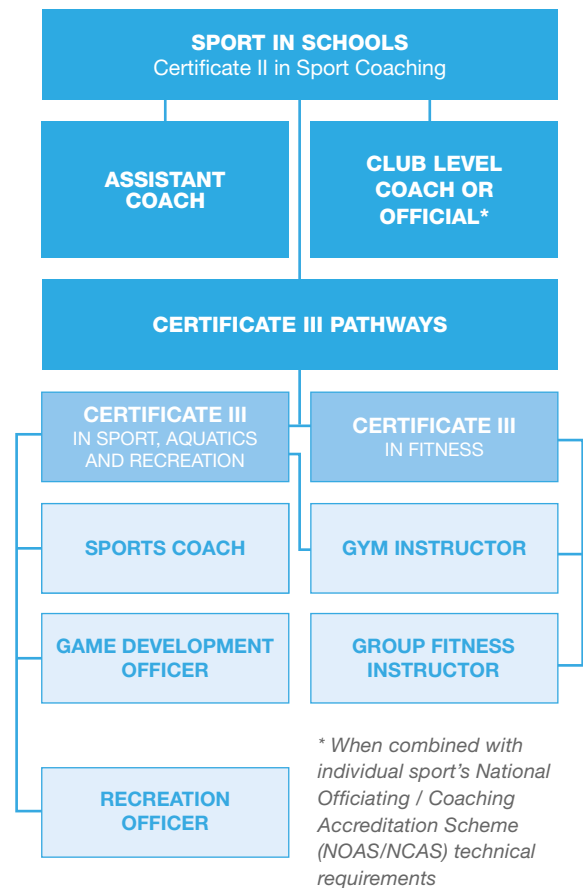 SPORT IN SCHOOLS
Certificate II in Sport Coaching
ASSISTANT
COACH
CLUB LEVEL
COACH OR
OFFICIAL*
CERTIFICATE III PATHWAYS
CERTIFICATE III
IN SPORT, AQUATICS
AND RECREATION
CERTIFICATE III
IN FITNESS
SPORTS COACH
GYM INSTRUCTOR
GAME DEVELOPMENT
OFFICER
GROUP FITNESS
INSTRUCTOR
RECREATION
OFFICER
* When combined with
individual sport's National
Officiating / Coaching
Accreditation Scheme
(NOAS/NCAS) technical
requirements